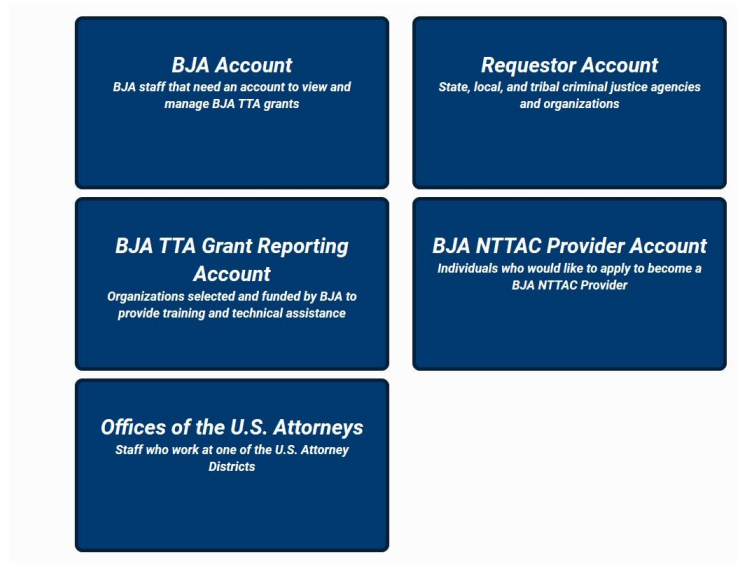 BJA Account
BJA staff that need an account to view and
manage BJA TTA grants
Requestor Account
State, local, and tribal criminal justice agencies
and organizations
BJA TTA Grant Reporting
Account
Organizations selected and funded by BJA to
provide training and technical assistance
BJA NTTAC Provider Account
Individuals who would like to apply to become a
BJA NTTAC Provider
Offices of the U.S. Attorneys
Staff who work at one of the U.S. Attorney
Districts